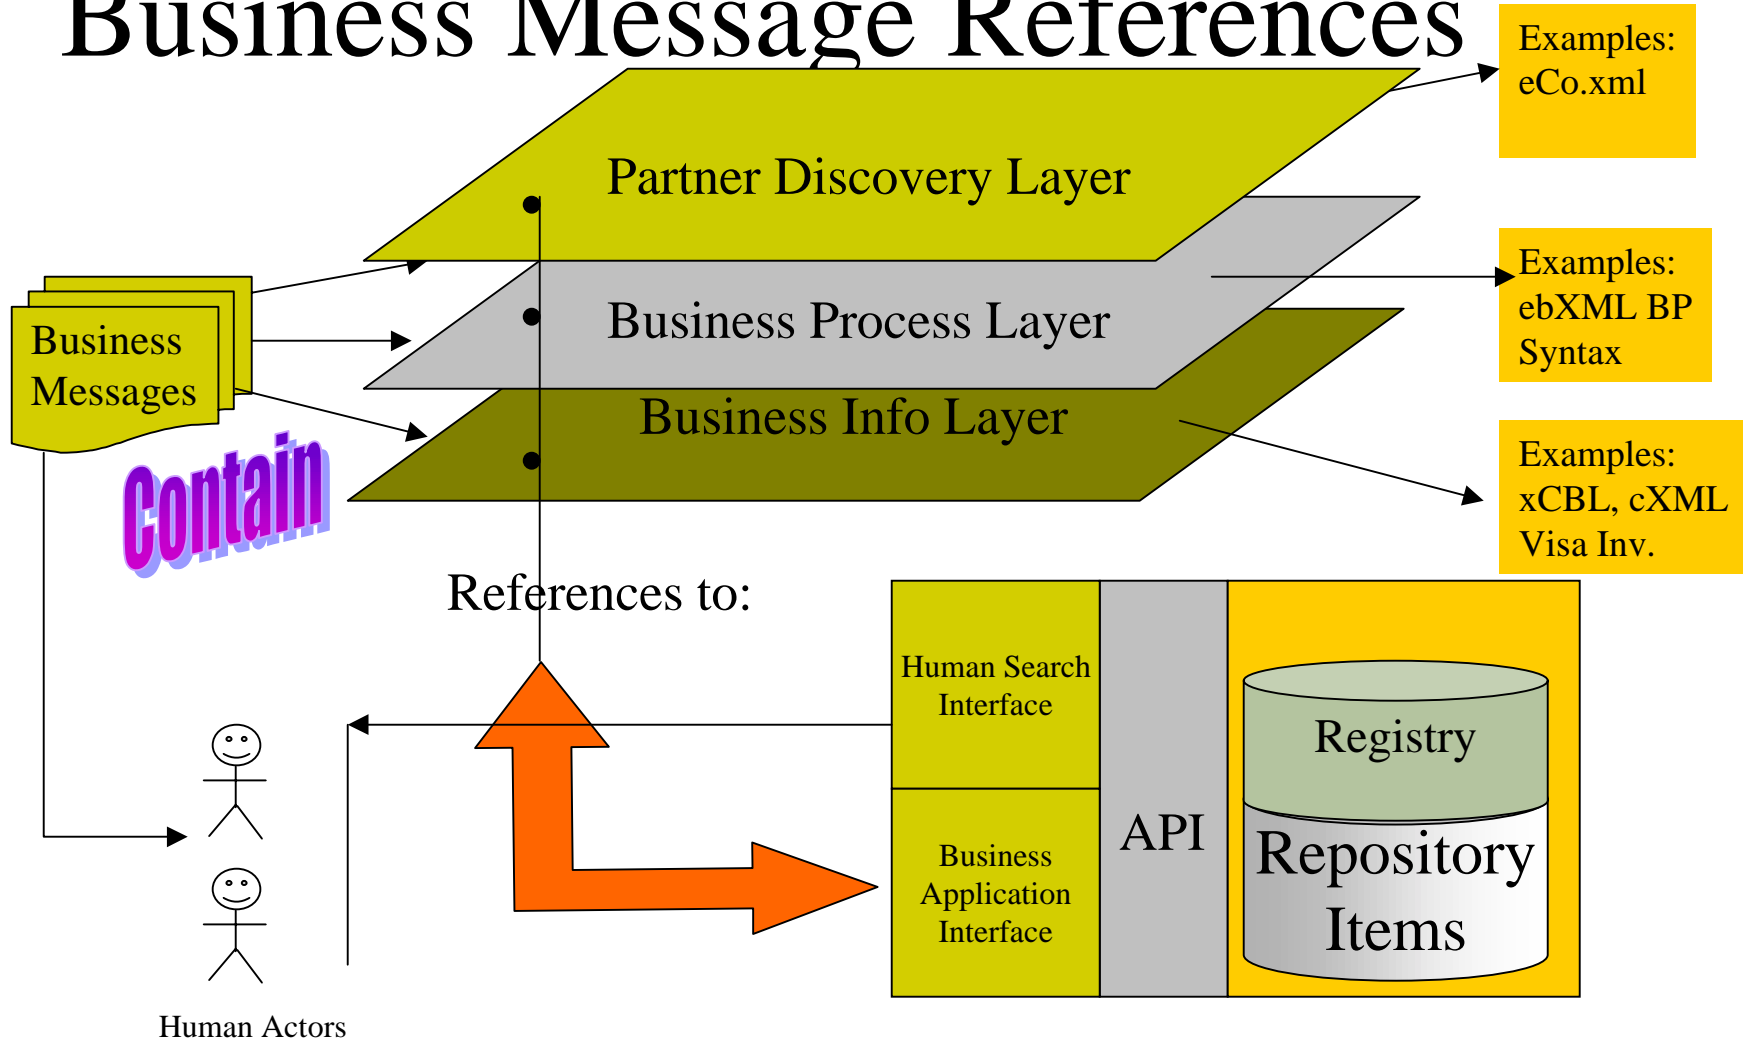 Business Message References
Examples:
eCo.xml
Partner Discovery Layer
Examples:
ebXML BP
Syntax
Business Process Layer
Business
Messages
Business Info Layer
Examples:
xCBL, cXML
Visa Inv.
Contain
References to:
Human Search
Interface
Registry
API
Business
Application
Interface
Repository
Items
Human Actors